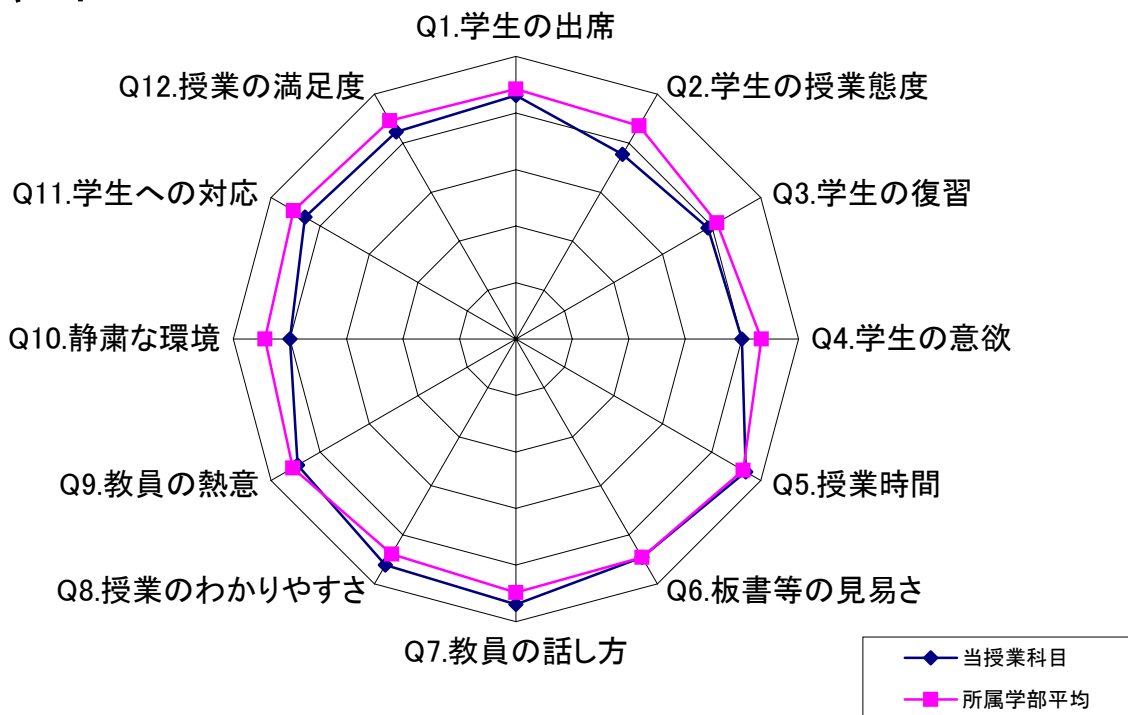 Q1.学生の出席
Q2.学生の授業態度
Q3.学生の復習
Q4.学生の意欲
Q5.授業時間
Q6.板書等の見易さ
Q7.教員の話し方
Q8.授業のわかりやすさ
Q9.教員の熱意
Q10.静粛な環境
Q11.学生への対応
Q12.授業の満足度
当授業科目
所属学部平均